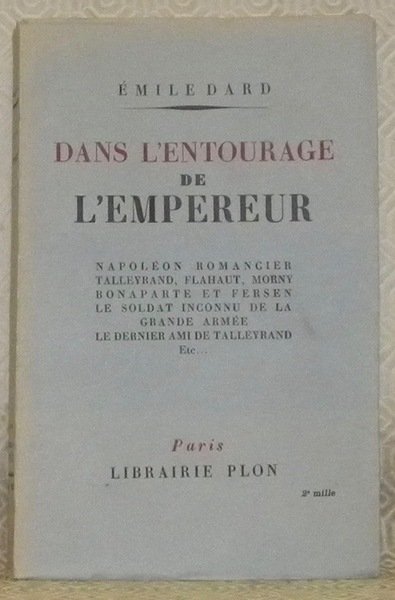 ÉMILE DARD
DANS L'ENTOURAGE
DE
L'EMPEREUR
NAPOLÉON ROMANCIER
TALLEYRAND, FLAHAUT, MORNY
BONAPARTE ET FERSEN
LE SOLDAT INCONNU DE LA
GRANDE ARMÉE
LE DERNIER AMI DE TALLEYRAND
Etc...
Paris
LIBRAIRIE PLON
2e mille